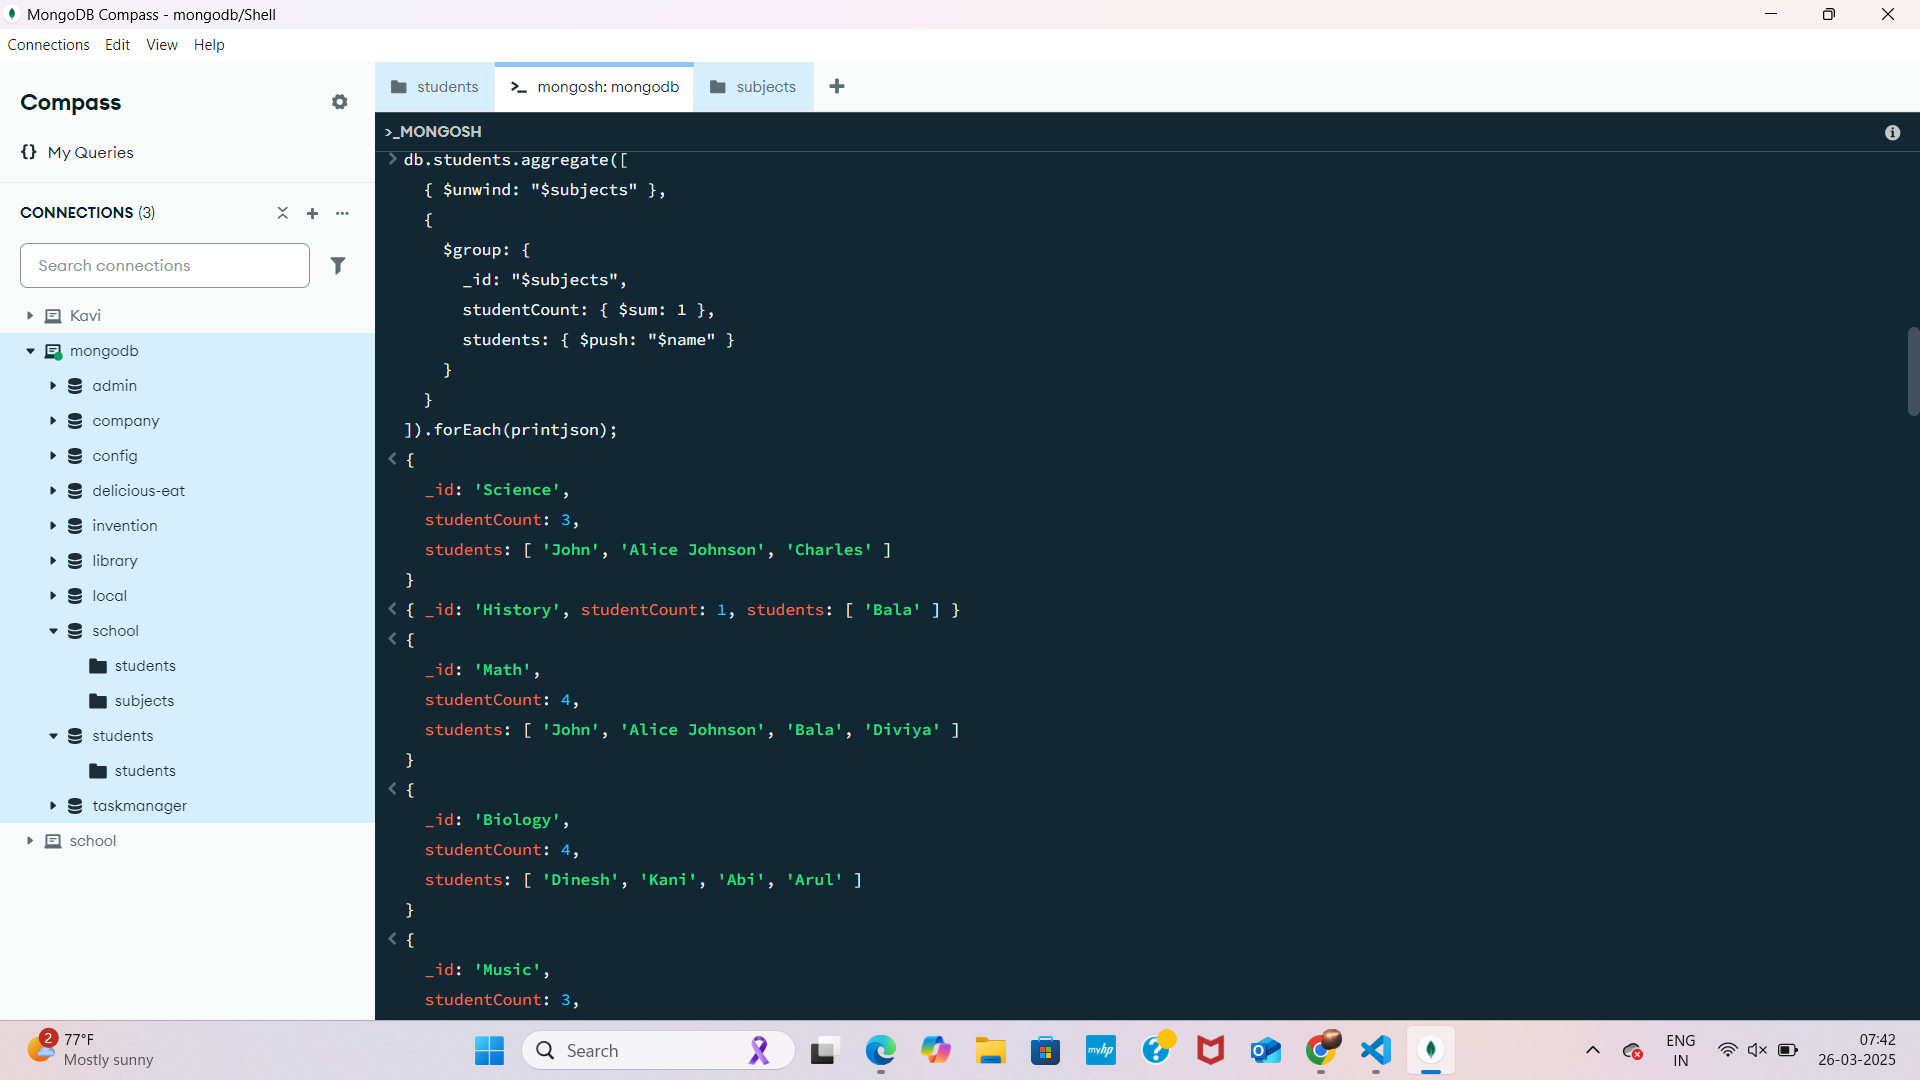 MongoDB Compass - mongodb/Shell
Connections Edit View Help
Compass
{} My Queries
CONNECTIONS (3)
Search connections
Kavi
mongodb
admin
company
config
delicious-eat
invention
library
local
school
students
subjects
students
students
taskmanager
school
students
>_ mongosh: mongodb
subjects
>_MONGOSH
> db.students.aggregate([
{ $unwind: "$subjects" },
{
$group: {
_id: "$subjects",
studentCount: { $sum: 1 },
students: { $push: "$name" }
}
}
]).forEach(printjson);
< {
_id: 'Science',
studentCount: 3,
students: [ 'John', 'Alice Johnson', 'Charles' ]
}
< { _id: 'History', studentCount: 1, students: [ 'Bala' ] }
< {
_id: 'Math',
studentCount: 4,
students: [ 'John', 'Alice Johnson', 'Bala', 'Diviya' ]
}
< {
_id: 'Biology',
studentCount: 4,
students: [ 'Dinesh', 'Kani', 'Abi', 'Arul' ]
}
< {
_id: 'Music',
studentCount: 3,
2
77°F
Mostly sunny
Search
myhp
ENG
IN
07:42
26-03-2025